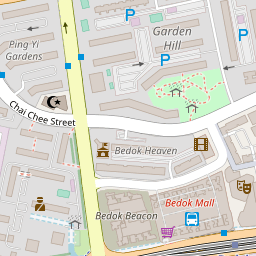 Ping Yi
Gardens
Garden
Hill
P
P
P
Chai Chee Street
Bedok Heaven
Bedok Mall
Bedok Beacon